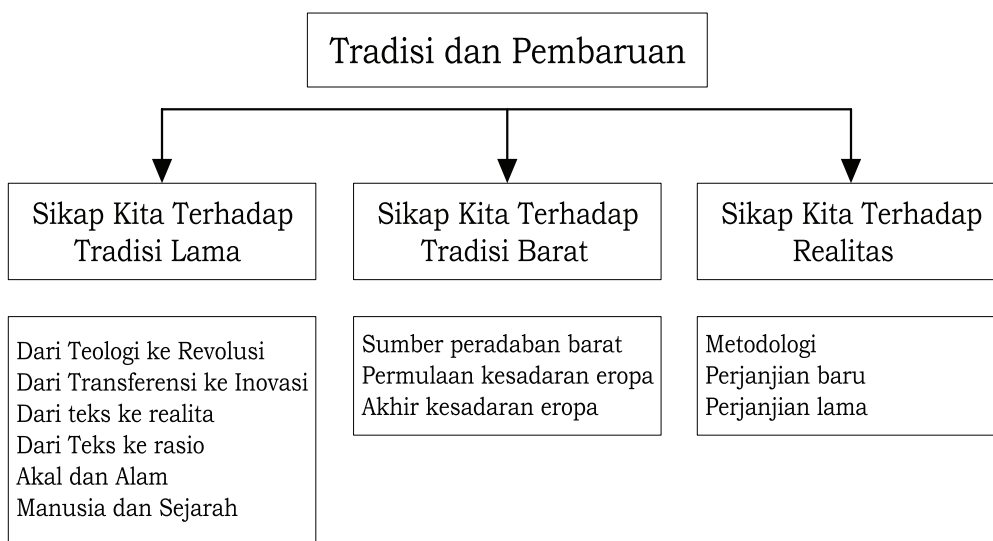 Tradisi dan Pembaruan
Sikap Kita Terhadap
Tradisi Lama
Sikap Kita Terhadap
Tradisi Barat
Sikap Kita Terhadap
Realitas
Dari Teologi ke Revolusi
Dari Transferensi ke Inovasi
Dari teks ke realita
Dari Teks ke rasio
Akal dan Alam
Manusia dan Sejarah
Sumber peradaban barat
Permulaan kesadaran eropa
Akhir kesadaran eropa
Metodologi
Perjanjian baru
Perjanjian lama